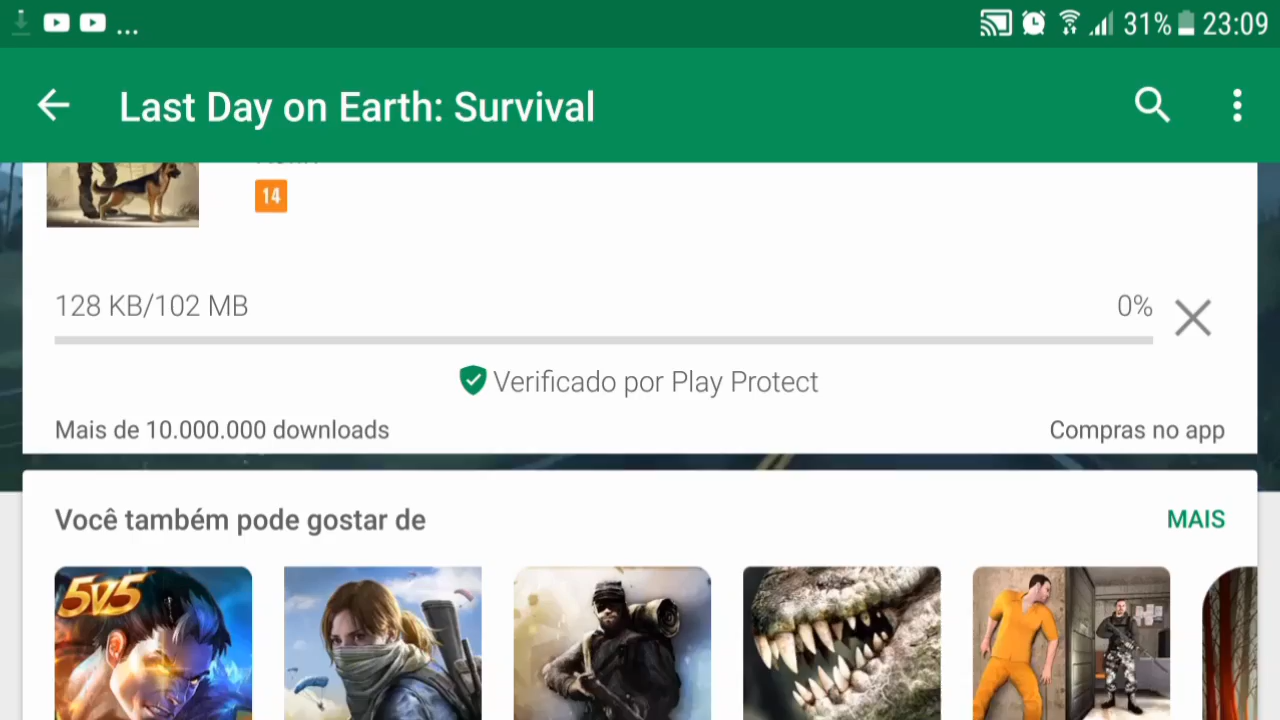 ... 31% 23:09
Last Day on Earth: Survival
14
128 KB/102 MB 0%
Verificado por Play Protect
Mais de 10.000.000 downloads Compras no app
Você também pode gostar de MAIS
5V5